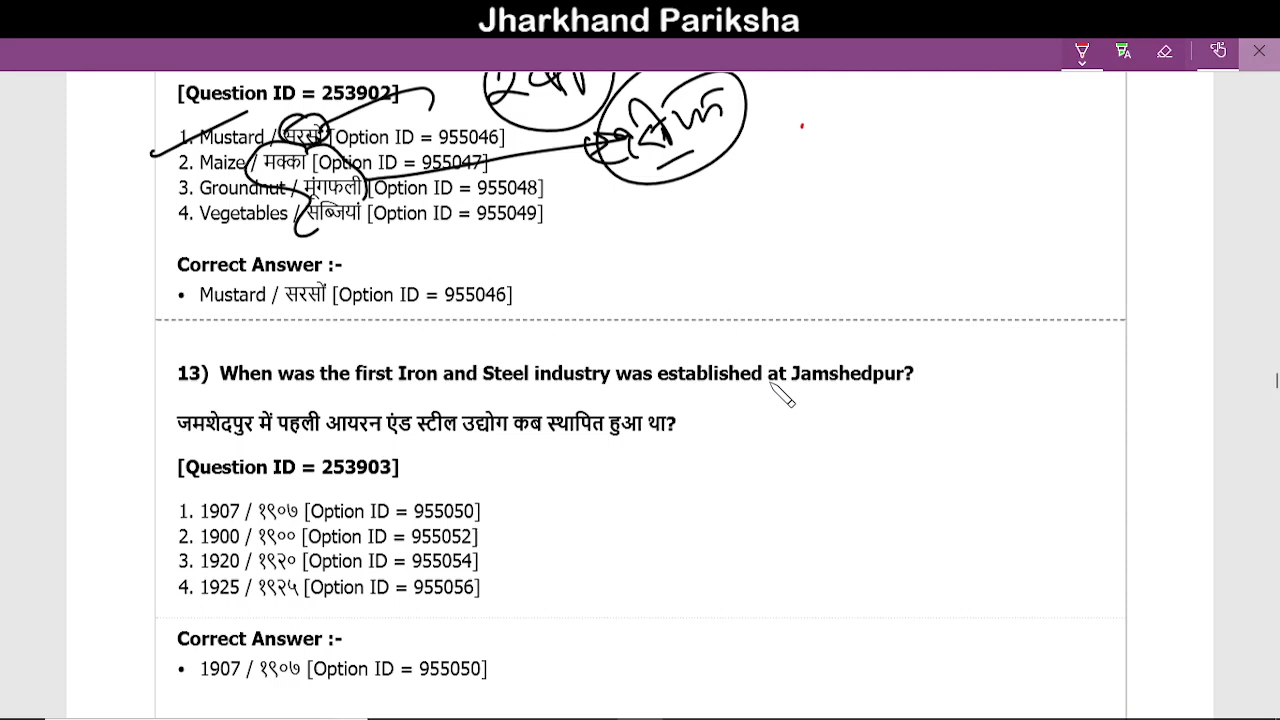 Jharkhand Pariksha
[Question ID = 253902]
1. Mustard / सरसों [Option ID = 955046]
2. Maize / मक्का [Option ID = 955047]
3. Groundnut / मूंगफली [Option ID = 955048]
4. Vegetables / सब्जियां [Option ID = 955049]
Correct Answer :-
• Mustard / सरसों [Option ID = 955046]
13) When was the first Iron and Steel industry was established at Jamshedpur?
जमशेदपुर में पहली आयरन एंड स्टील उद्योग कब स्थापित हुआ था?
[Question ID = 253903]
1. 1907 / १९०७ [Option ID = 955050]
2. 1900 / १९०० [Option ID = 955052]
3. 1920 / १९२० [Option ID = 955054]
4. 1925 / १९२५ [Option ID = 955056]
Correct Answer :-
• 1907 / १९०७ [Option ID = 955050]